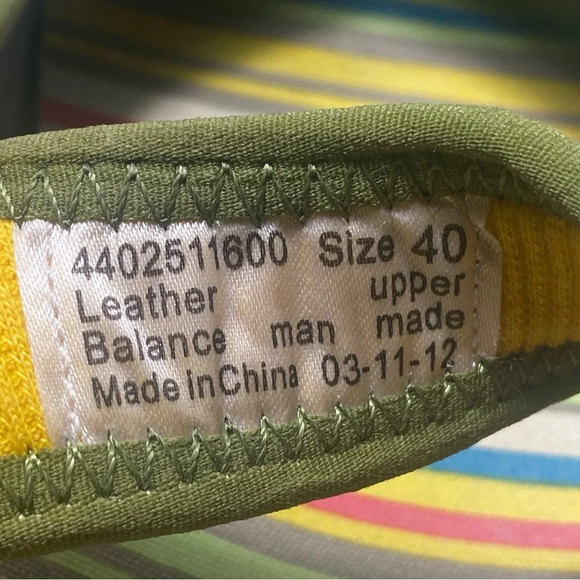 4402511600 Size 40
Leather upper
Balance man made
Made in China 03-11-12